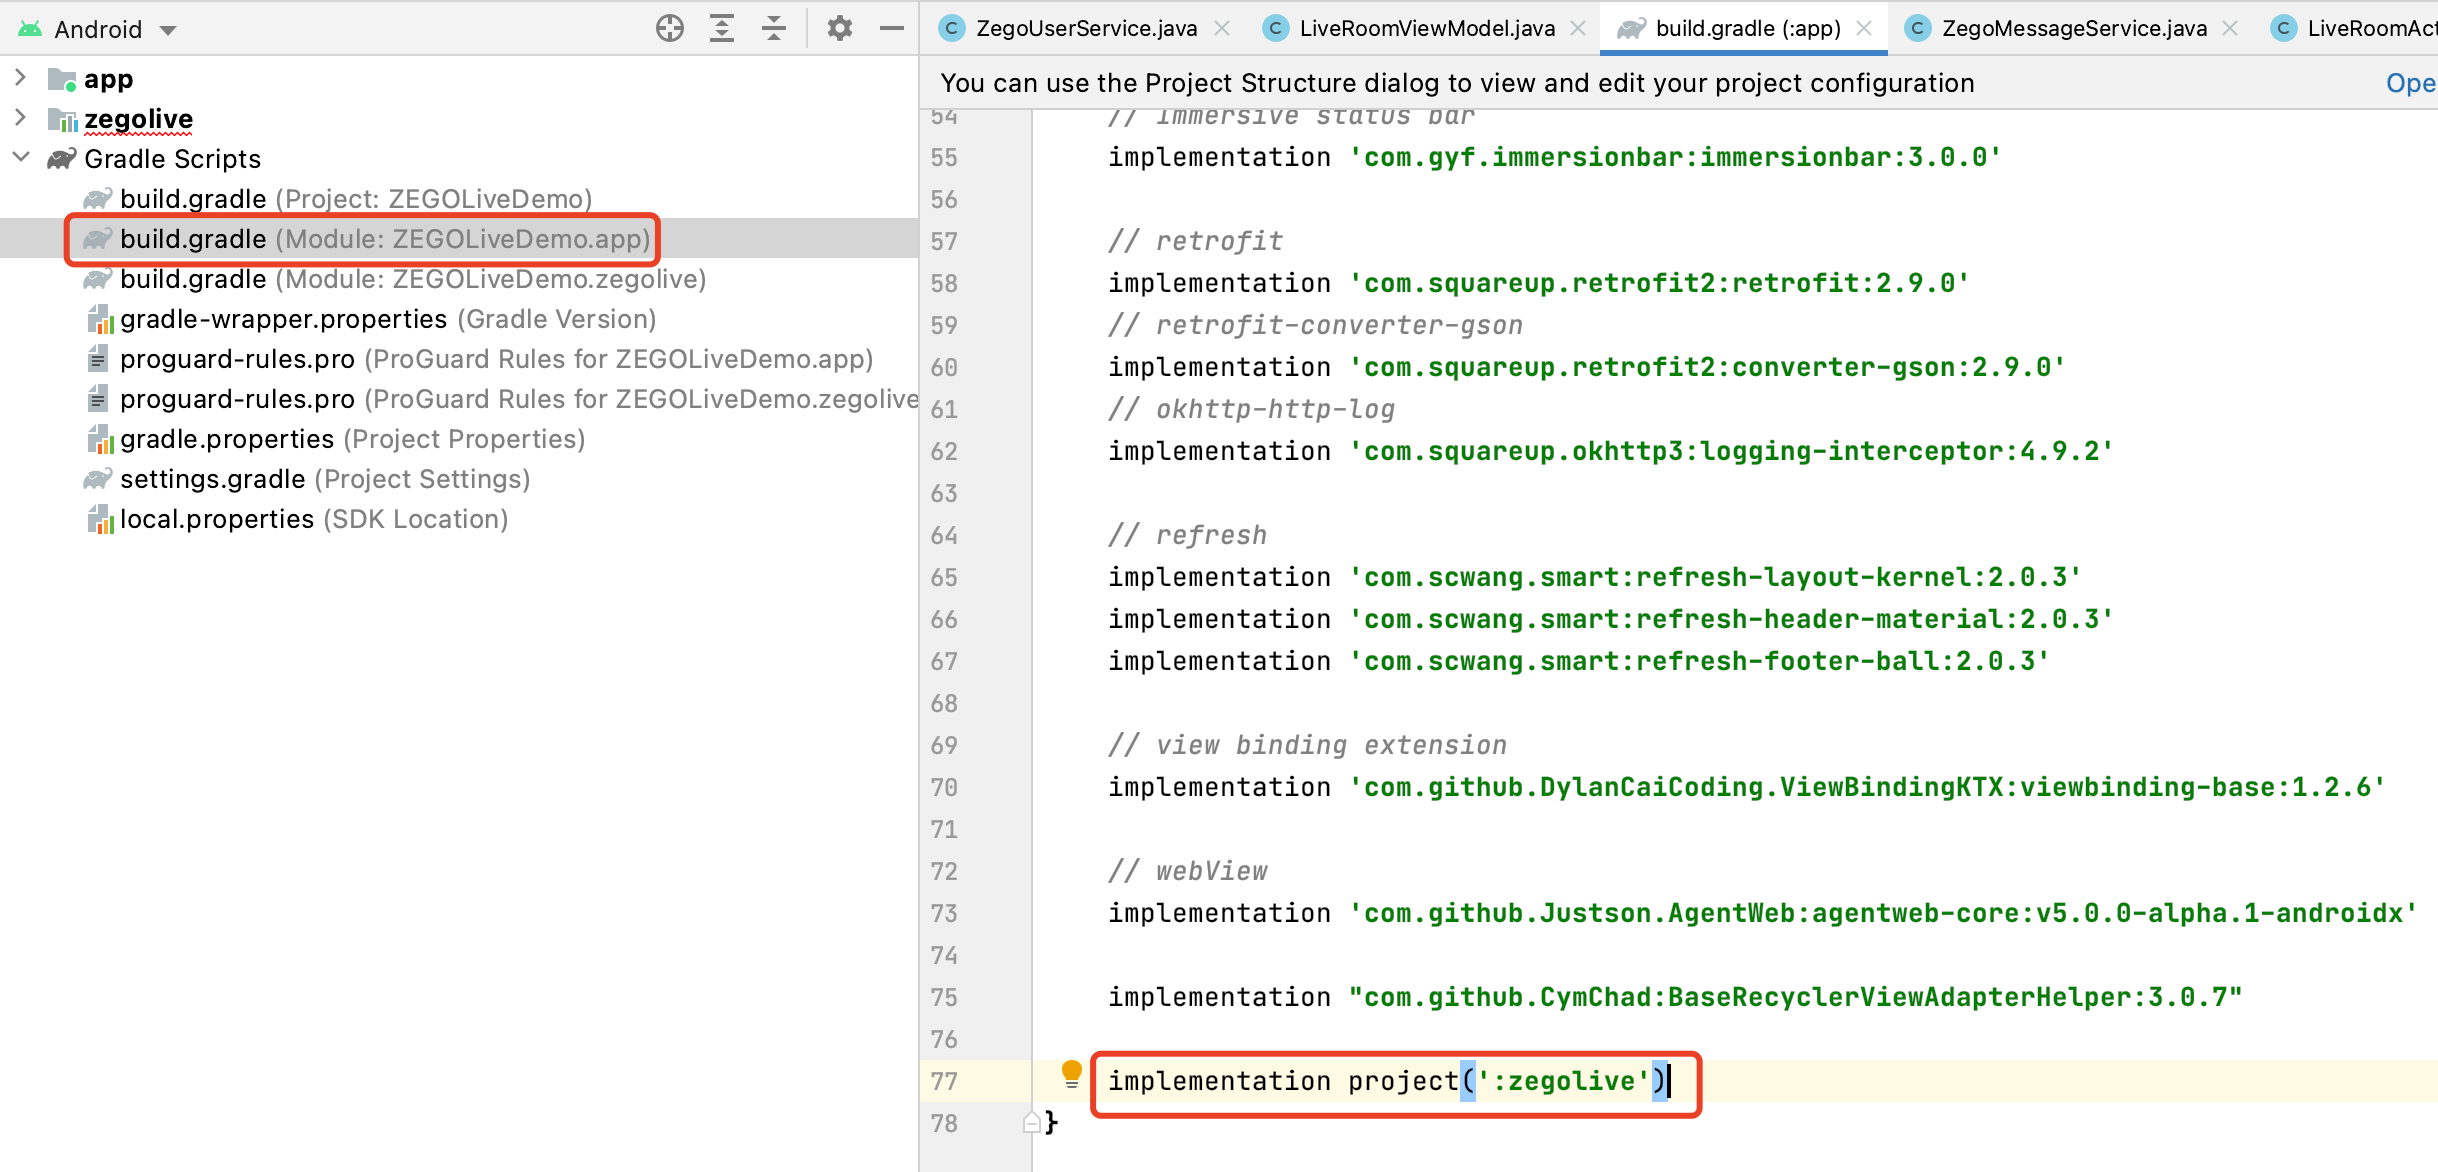 Android
ZegoUserService.java
LiveRoomViewModel.java
build.gradle (:app)
ZegoMessageService.java
LiveRoomAct
app
zegolive
Gradle Scripts
build.gradle (Project: ZEGOLiveDemo)
build.gradle (Module: ZEGOLiveDemo.app)
build.gradle (Module: ZEGOLiveDemo.zegolive)
gradle-wrapper.properties (Gradle Version)
proguard-rules.pro (ProGuard Rules for ZEGOLiveDemo.app)
proguard-rules.pro (ProGuard Rules for ZEGOLiveDemo.zegolive
gradle.properties (Project Properties)
settings.gradle (Project Settings)
local.properties (SDK Location)
You can use the Project Structure dialog to view and edit your project configuration
Ope
54 // immersive status bar
55 implementation 'com.gyf.immersionbar:immersionbar:3.0.0'
56
57 // retrofit
58 implementation 'com.squareup.retrofit2:retrofit:2.9.0'
59 // retrofit-converter-gson
60 implementation 'com.squareup.retrofit2:converter-gson:2.9.0'
61 // okhttp-http-log
62 implementation 'com.squareup.okhttp3:logging-interceptor:4.9.2'
63
64 // refresh
65 implementation 'com.scwang.smart:refresh-layout-kernel:2.0.3'
66 implementation 'com.scwang.smart:refresh-header-material:2.0.3'
67 implementation 'com.scwang.smart:refresh-footer-ball:2.0.3'
68
69 // view binding extension
70 implementation 'com.github.DylanCaiCoding.ViewBindingKTX:viewbinding-base:1.2.6'
71
72 // webView
73 implementation 'com.github.Justson.AgentWeb:agentweb-core:v5.0.0-alpha.1-androidx'
74
75 implementation "com.github.CymChad:BaseRecyclerViewAdapterHelper:3.0.7"
76
77 implementation project(':zegolive')
78 }